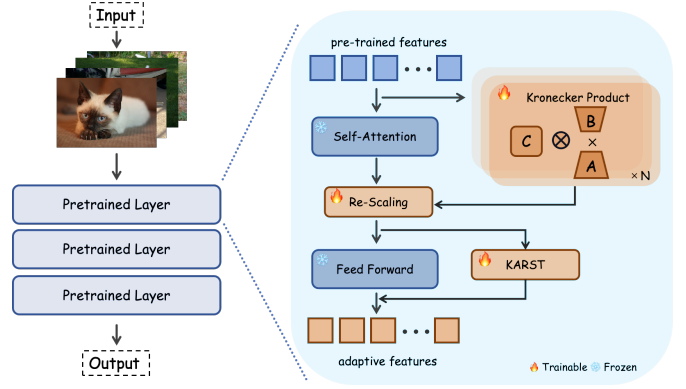 Input
Pretrained Layer
Pretrained Layer
Pretrained Layer
Output
pre-trained features
Self-Attention
Kronecker Product
C
⊗
B
×
A
×N
Re-Scaling
Feed Forward
KARST
adaptive features
Trainable
Frozen